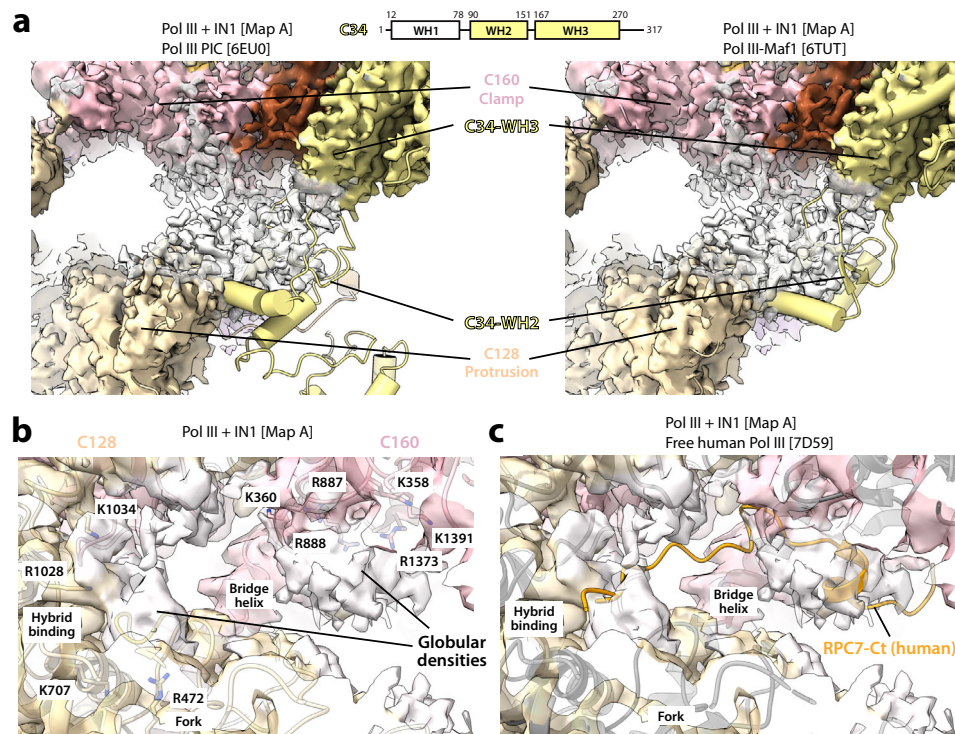 a
Pol III + IN1 [Map A]
Pol III PIC [6EU0]
C34
1
12
78
90
151
167
270
317
WH1
WH2
WH3
Pol III + IN1 [Map A]
Pol III-Maf1 [6TUT]
C160
Clamp
C34-WH3
C34-WH2
C128
Protrusion
b
C128
Pol III + IN1 [Map A]
C160
R887
K358
K360
K1034
R888
K1391
R1373
R1028
Bridge
helix
Hybrid
binding
Globular
densities
K707
R472
Fork
c
Pol III + IN1 [Map A]
Free human Pol III [7D59]
Bridge
helix
Hybrid
binding
RPC7-Ct (human)
Fork